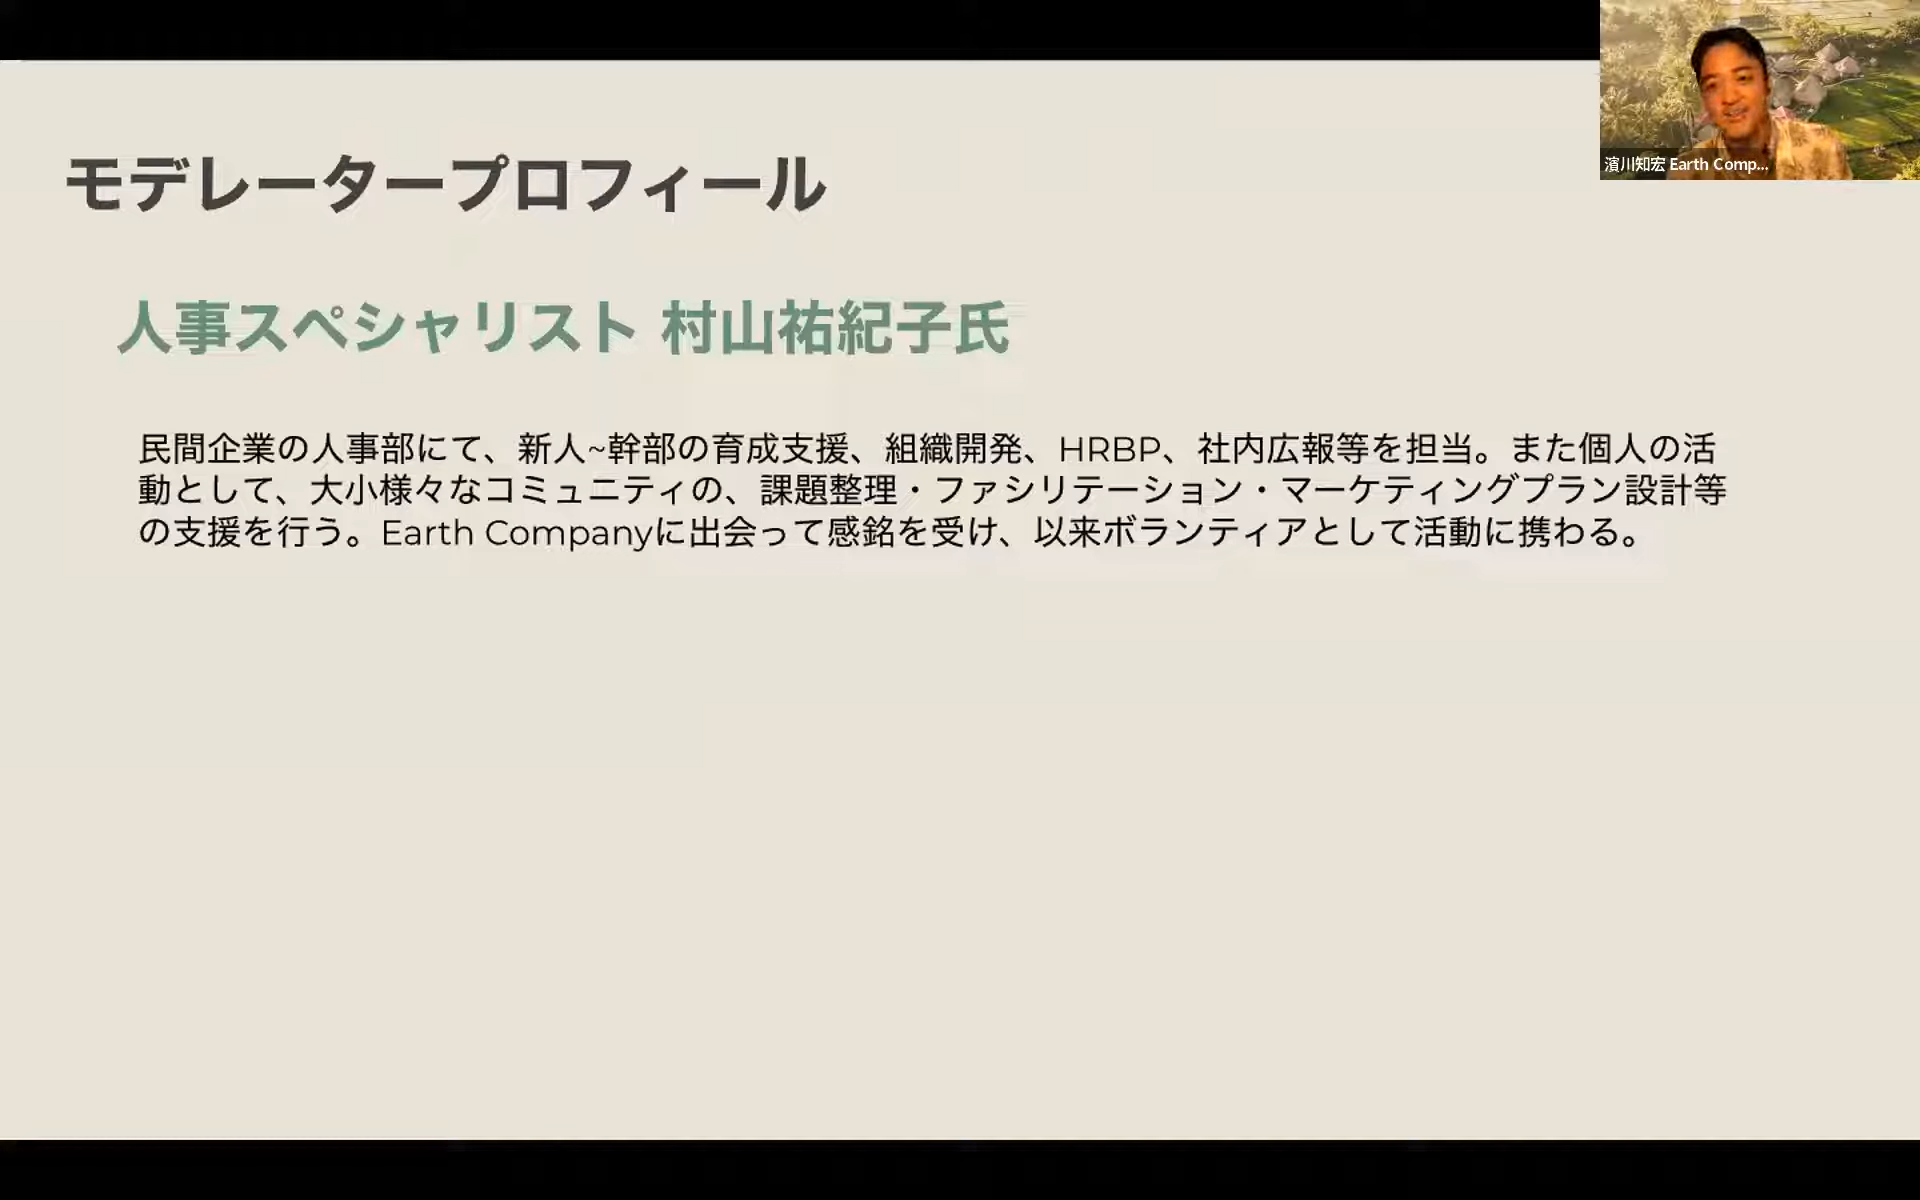 濱川知宏 Earth Comp...
モデレータープロフィール
人事スペシャリスト 村山祐紀子氏
民間企業の人事部にて、新人~幹部の育成支援、組織開発、HRBP、社内広報等を担当。また個人の活
動として、大小様々なコミュニティの、課題整理・ファシリテーション・マーケティングプラン設計等
の支援を行う。Earth Companyに出会って感銘を受け、以来ボランティアとして活動に携わる。